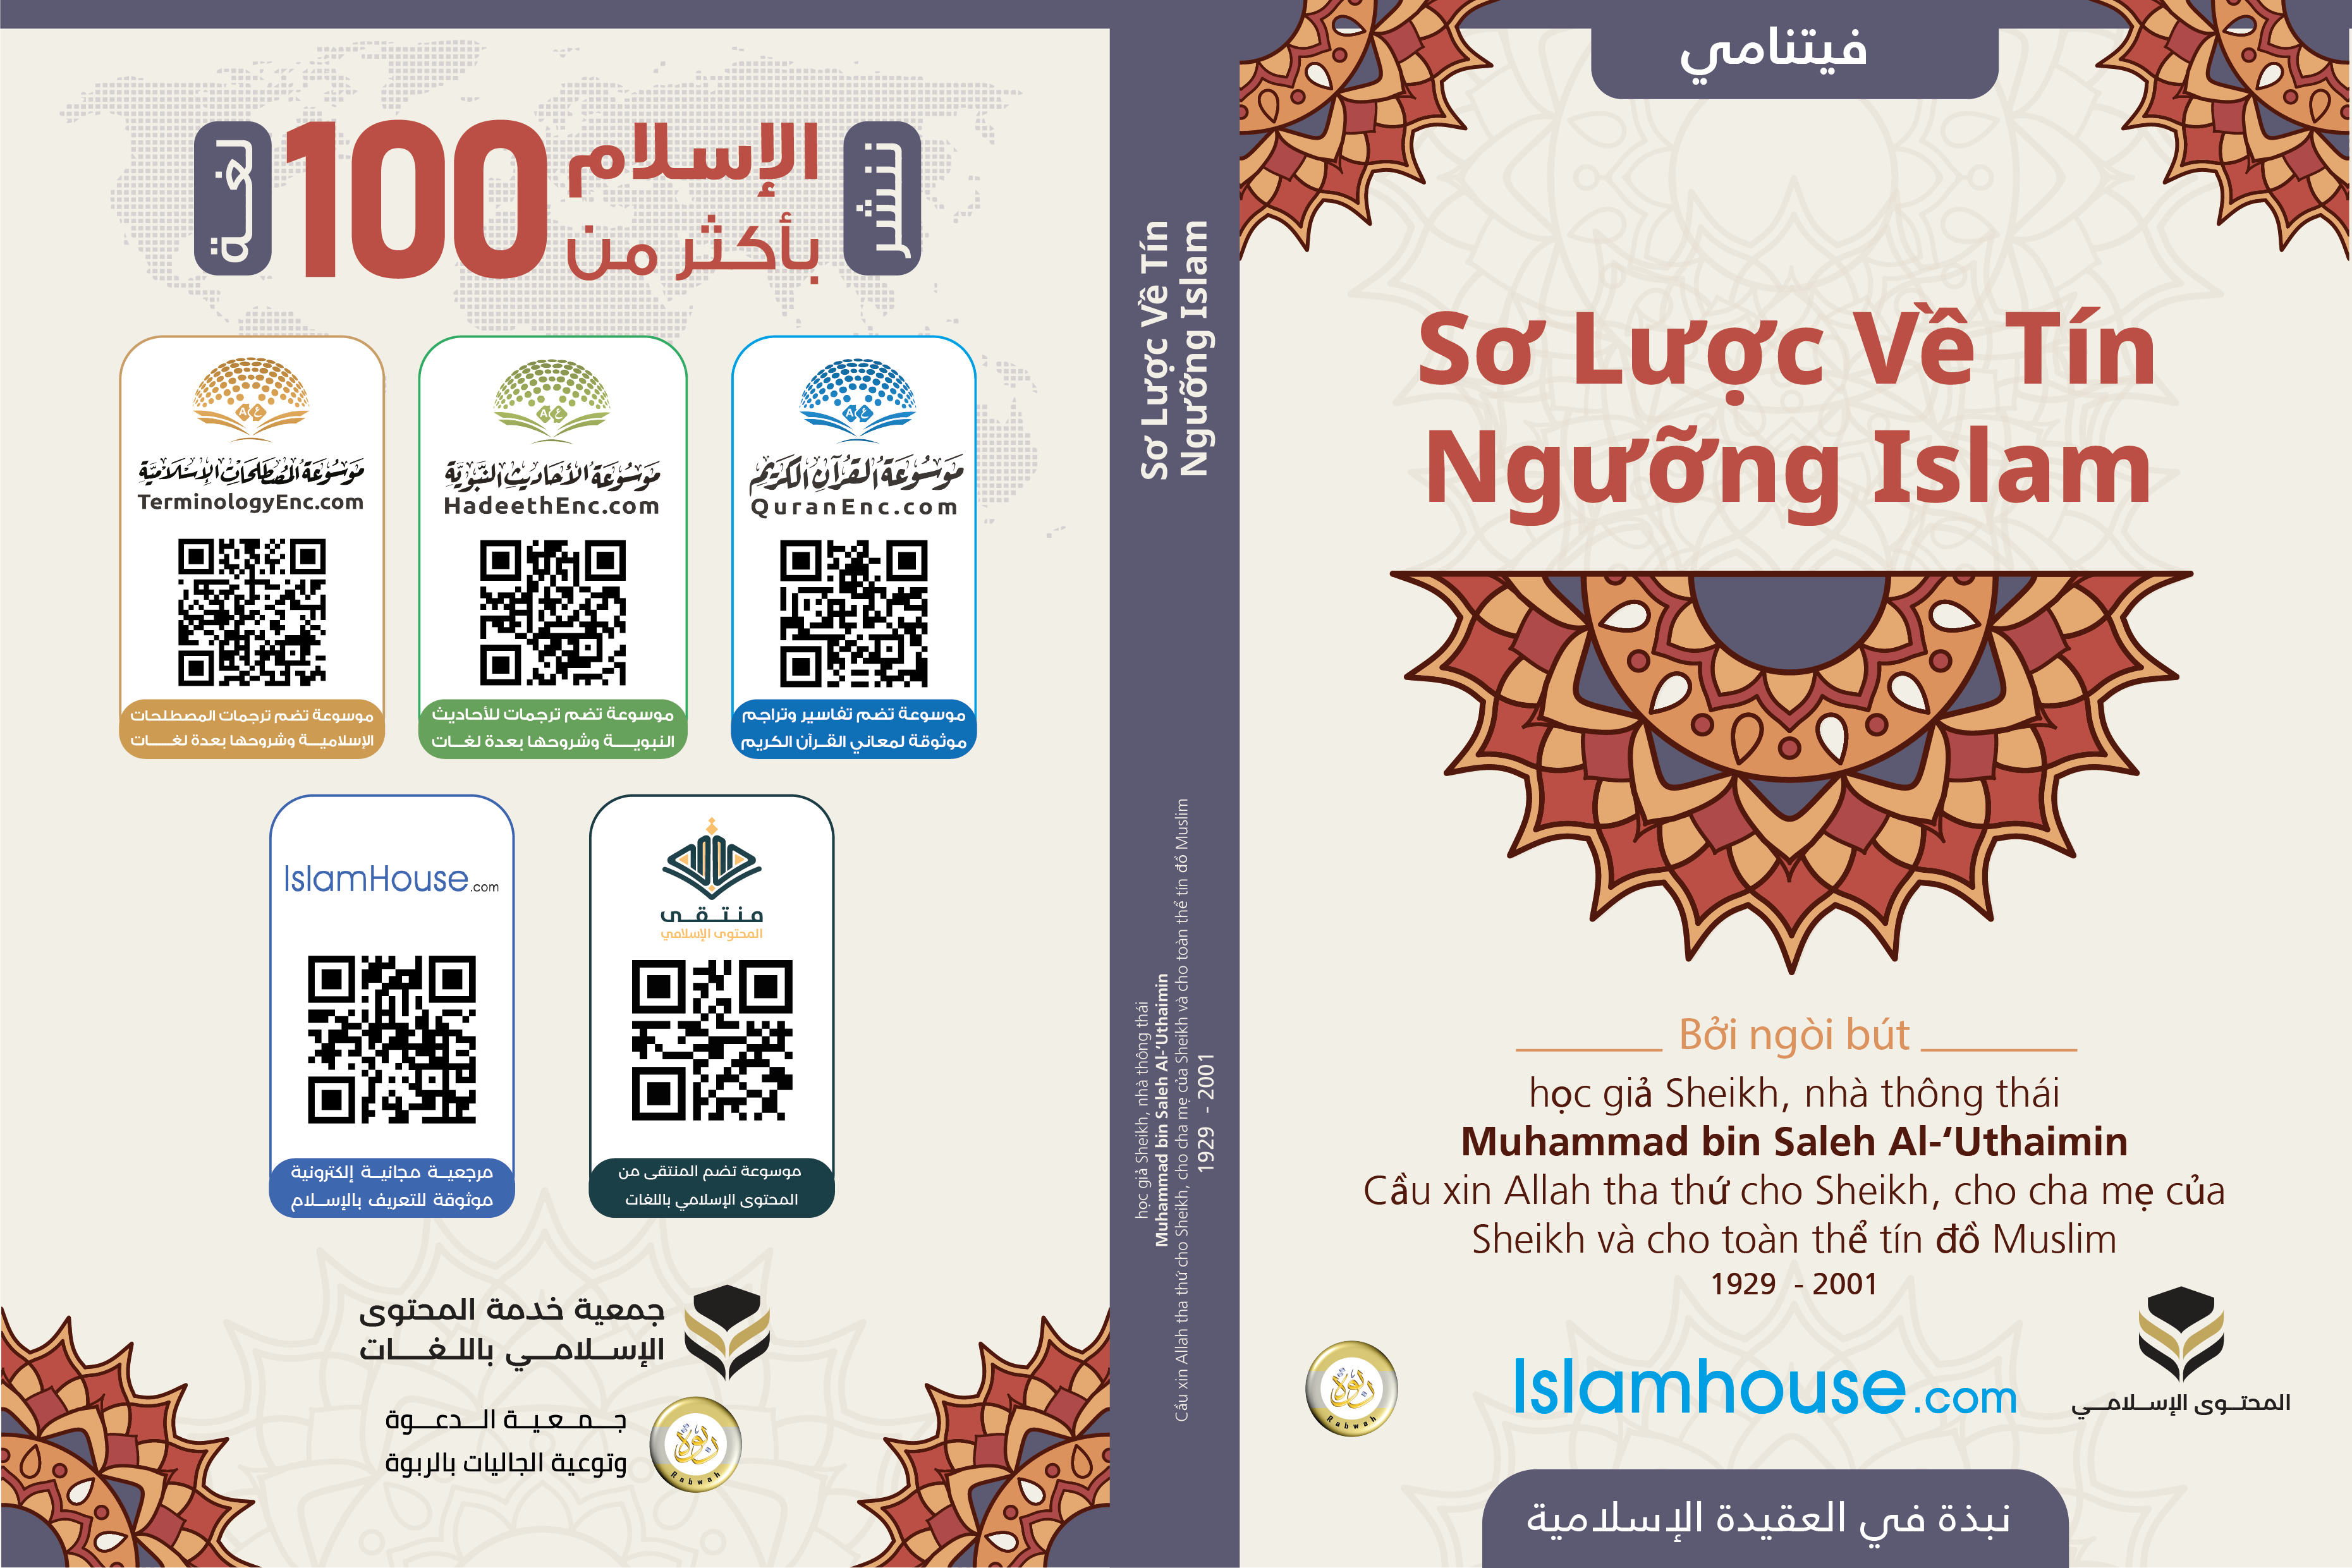 فيتنامي
Sơ Lược Về Tín
Ngưỡng Islam
Bởi ngòi bút
học giả Sheikh, nhà thông thái
Muhammad bin Saleh Al-‘Uthaimin
Cầu xin Allah tha thứ cho Sheikh, cho cha mẹ của
Sheikh và cho toàn thể tín đồ Muslim
1929 - 2001
Rabwah
Islamhouse.com
المحتوى الإسلامي
نبذة في العقيدة الإسلامية
Sơ Lược Về Tín
Ngưỡng Islam
học giả Sheikh, nhà thông thái
Muhammad bin Saleh Al-‘Uthaimin
Cầu xin Allah tha thứ cho Sheikh, cho cha mẹ của Sheikh và cho toàn thể tín đồ Muslim
1929 - 2001
ننشر
الإسلام
بأكثر من
100
لغة
موسوعة القرآن الكريم
QuranEnc.com
موسوعة تضم تفاسير وتراجم
موثوقة لمعاني القرآن الكريم
موسوعة الأحاديث النبوية
HadeethEnc.com
موسوعة تضم ترجمات للأحاديث
النبوية وشروحها بعدة لغات
موسوعة المصطلحات الإسلامية
TerminologyEnc.com
موسوعة تضم ترجمات المصطلحات
الإسلامية وشروحها بعدة لغات
منتقى
المحتوى الإسلامي
موسوعة تضم المنتقى من
المحتوى الإسلامي باللغات
IslamHouse.com
مرجعية مجانية إلكترونية
موثوقة للتعريف بالإسلام
جمعية خدمة المحتوى
الإسلامي باللغات
جمعية الدعوة
وتوعية الجاليات بالربوة
Rabwah